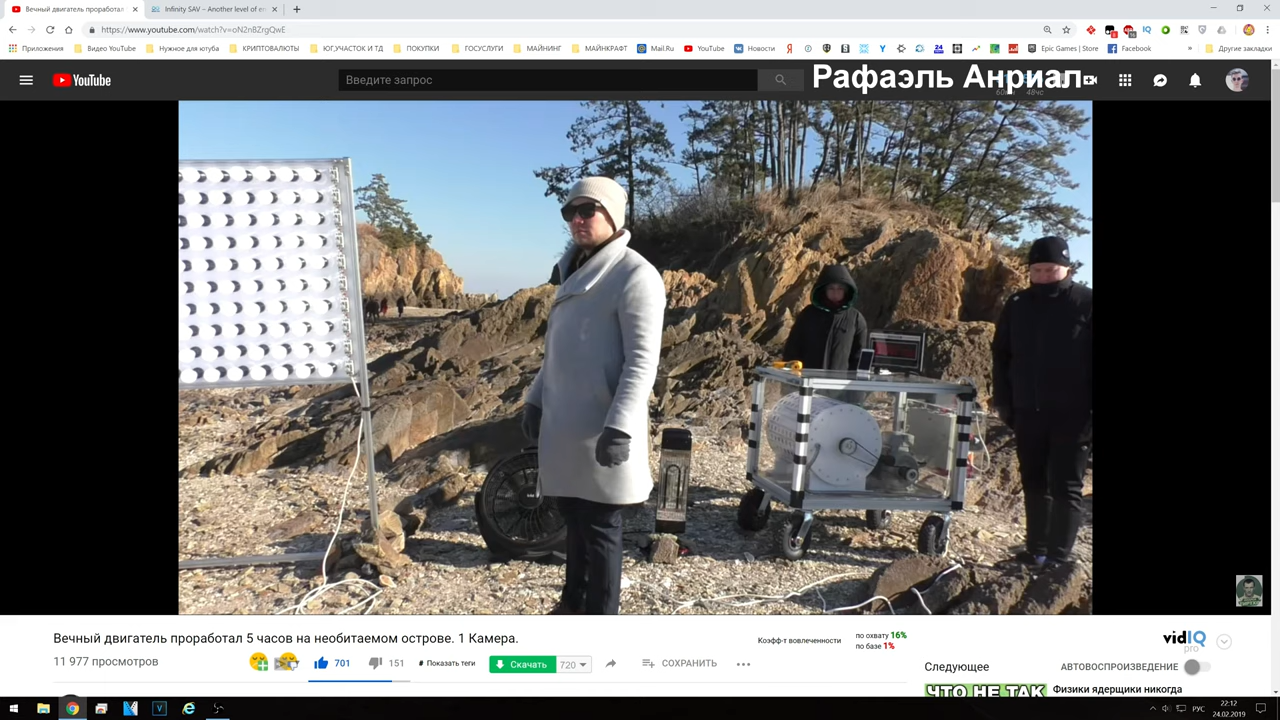 Вечный двигатель проработал
Infinity SAV – Another level of en
https://www.youtube.com/watch?v=oN2nBZrgQwE
Приложения
Видео YouTube
Нужное для ютуба
КРИПТОВАЛЮТЫ
ЮГ,УЧАСТОК И ТД
ПОКУПКИ
ГОСУСЛУГИ
МАЙНИНГ
МАЙНКРАФТ
Mail.Ru
YouTube
Новости
Epic Games | Store
Facebook
»
Другие закладки
YouTube
Введите запрос
Рафаэль Анриал
48чс
Вечный двигатель проработал 5 часов на необитаемом острове. 1 Камера.
11 977 просмотров
701
151
# Показать теги
Скачать
720
СОХРАНИТЬ
Коэфф-т вовлеченности
по охвату 16%
по базе 1%
vidIQ
pro
Следующее
АВТОВОСПРОИЗВЕДЕНИЕ
ЧТО НЕ ТАК
Физики ядерщики никогда
РУС
22:12
24.02.2019